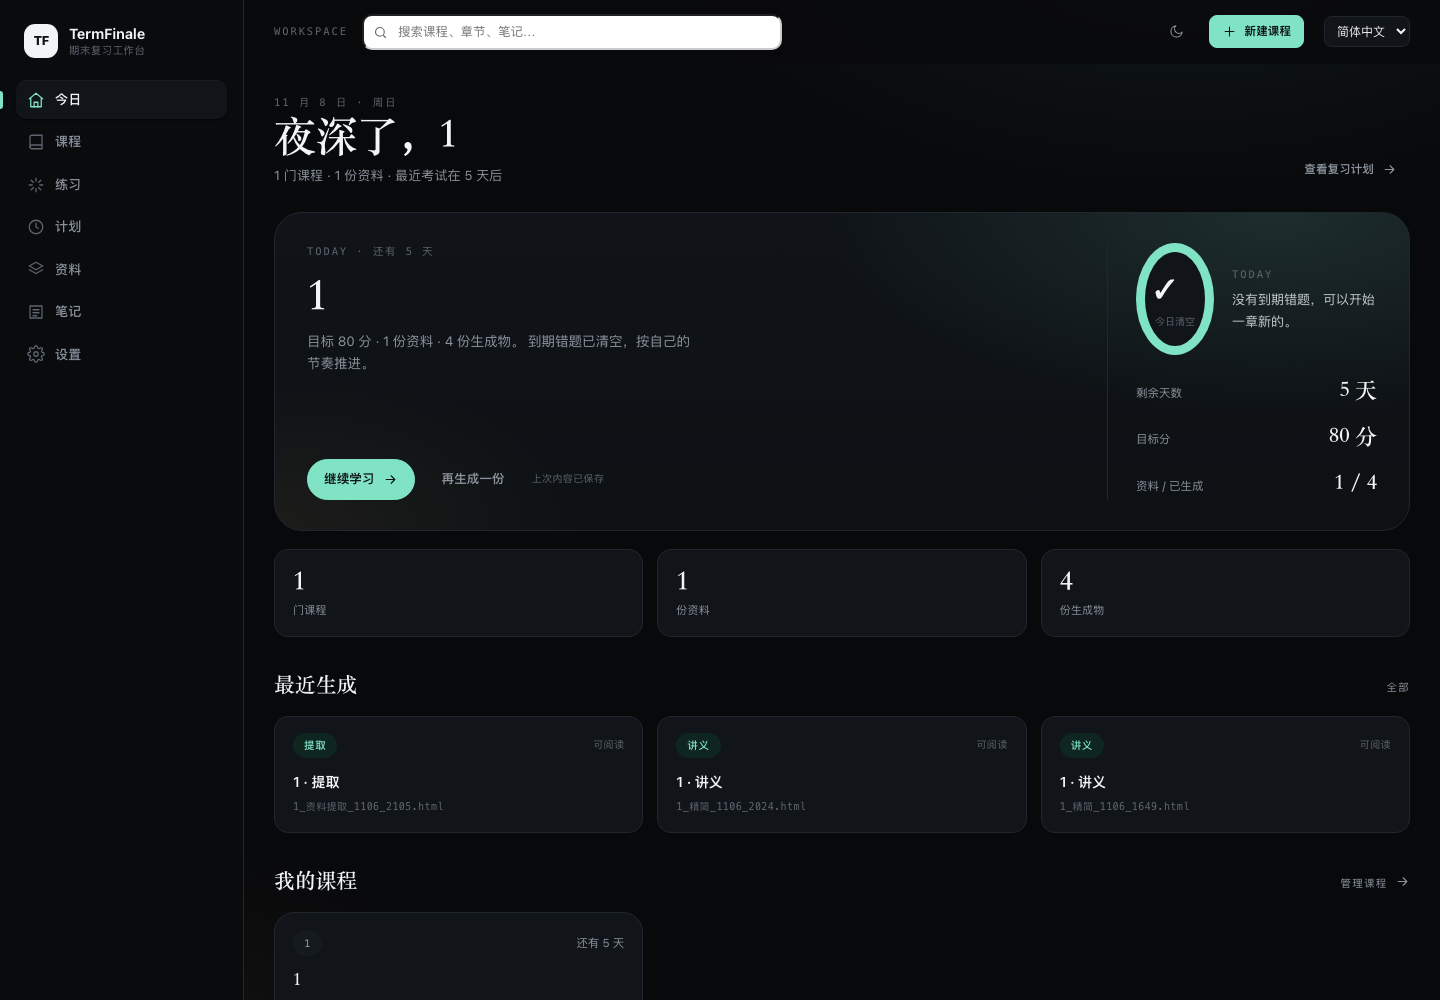 TF
TermFinale
期末复习工作台
今日
课程
练习
计划
资料
笔记
设置
WORKSPACE
搜索课程、章节、笔记...
新建课程
简体中文
11 月 8 日 · 周日
夜深了，1
1 门课程 · 1 份资料 · 最近考试在 5 天后
查看复习计划 →
TODAY · 还有 5 天
1
目标 80 分 · 1 份资料 · 4 份生成物。 到期错题已清空，按自己的
节奏推进。
继续学习 →
再生成一份
上次内容已保存
✓
今日清空
TODAY
没有到期错题，可以开始
一章新的。
剩余天数
5 天
目标分
80 分
资料 / 已生成
1 / 4
1
门课程
1
份资料
4
份生成物
最近生成
全部
提取
可阅读
1 · 提取
1_资料提取_1106_2105.html
讲义
可阅读
1 · 讲义
1_精简_1106_2024.html
讲义
可阅读
1 · 讲义
1_精简_1106_1649.html
我的课程
管理课程 →
1
还有 5 天
1